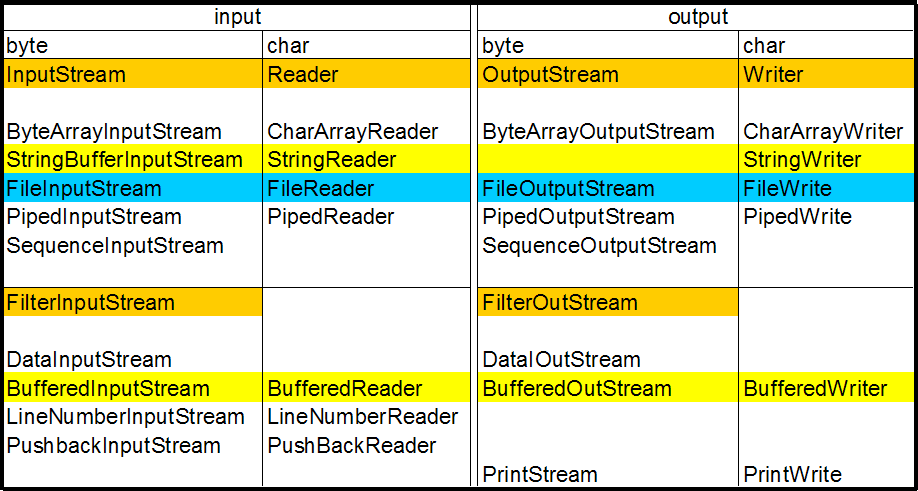 input output
byte char byte char
InputStream Reader OutputStream Writer
ByteArrayInputStream CharArrayReader ByteArrayOutputStream CharArrayWriter
StringBufferInputStream StringReader StringWriter
FileInputStream FileReader FileOutputStream FileWrite
PipedInputStream PipedReader PipedOutputStream PipedWrite
SequenceInputStream SequenceOutputStream
FilterInputStream FilterOutStream
DataInputStream DatalOutStream
BufferedInputStream BufferedReader BufferedOutStream BufferedWriter
LineNumberInputStream LineNumberReader
PushbackInputStream PushBackReader
PrintStream PrintWrite